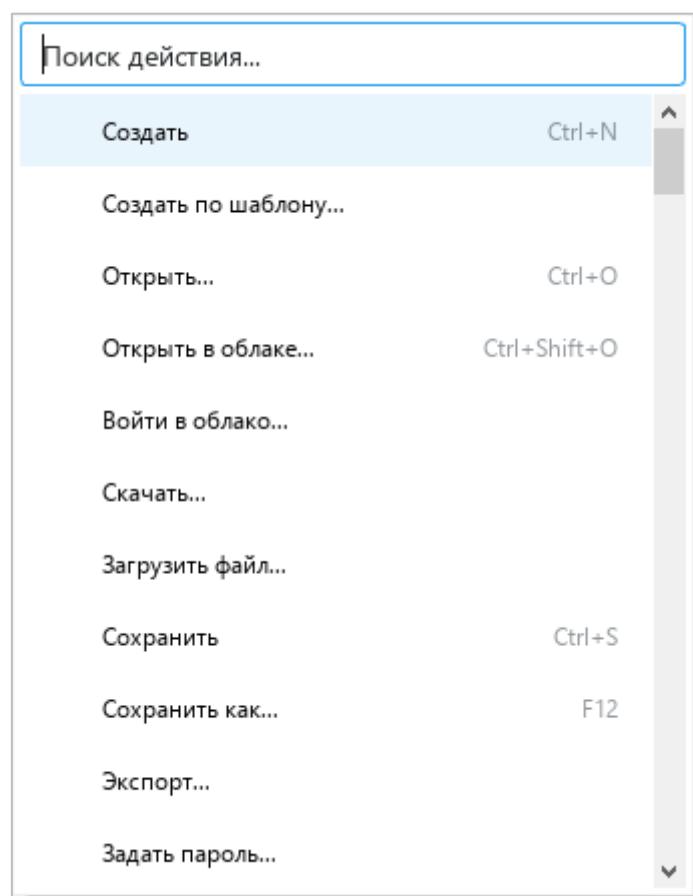 Поиск действия...
Создать Ctrl+N
Создать по шаблону...
Открыть... Ctrl+O
Открыть в облаке... Ctrl+Shift+O
Войти в облако...
Скачать...
Загрузить файл...
Сохранить Ctrl+S
Сохранить как... F12
Экспорт...
Задать пароль...